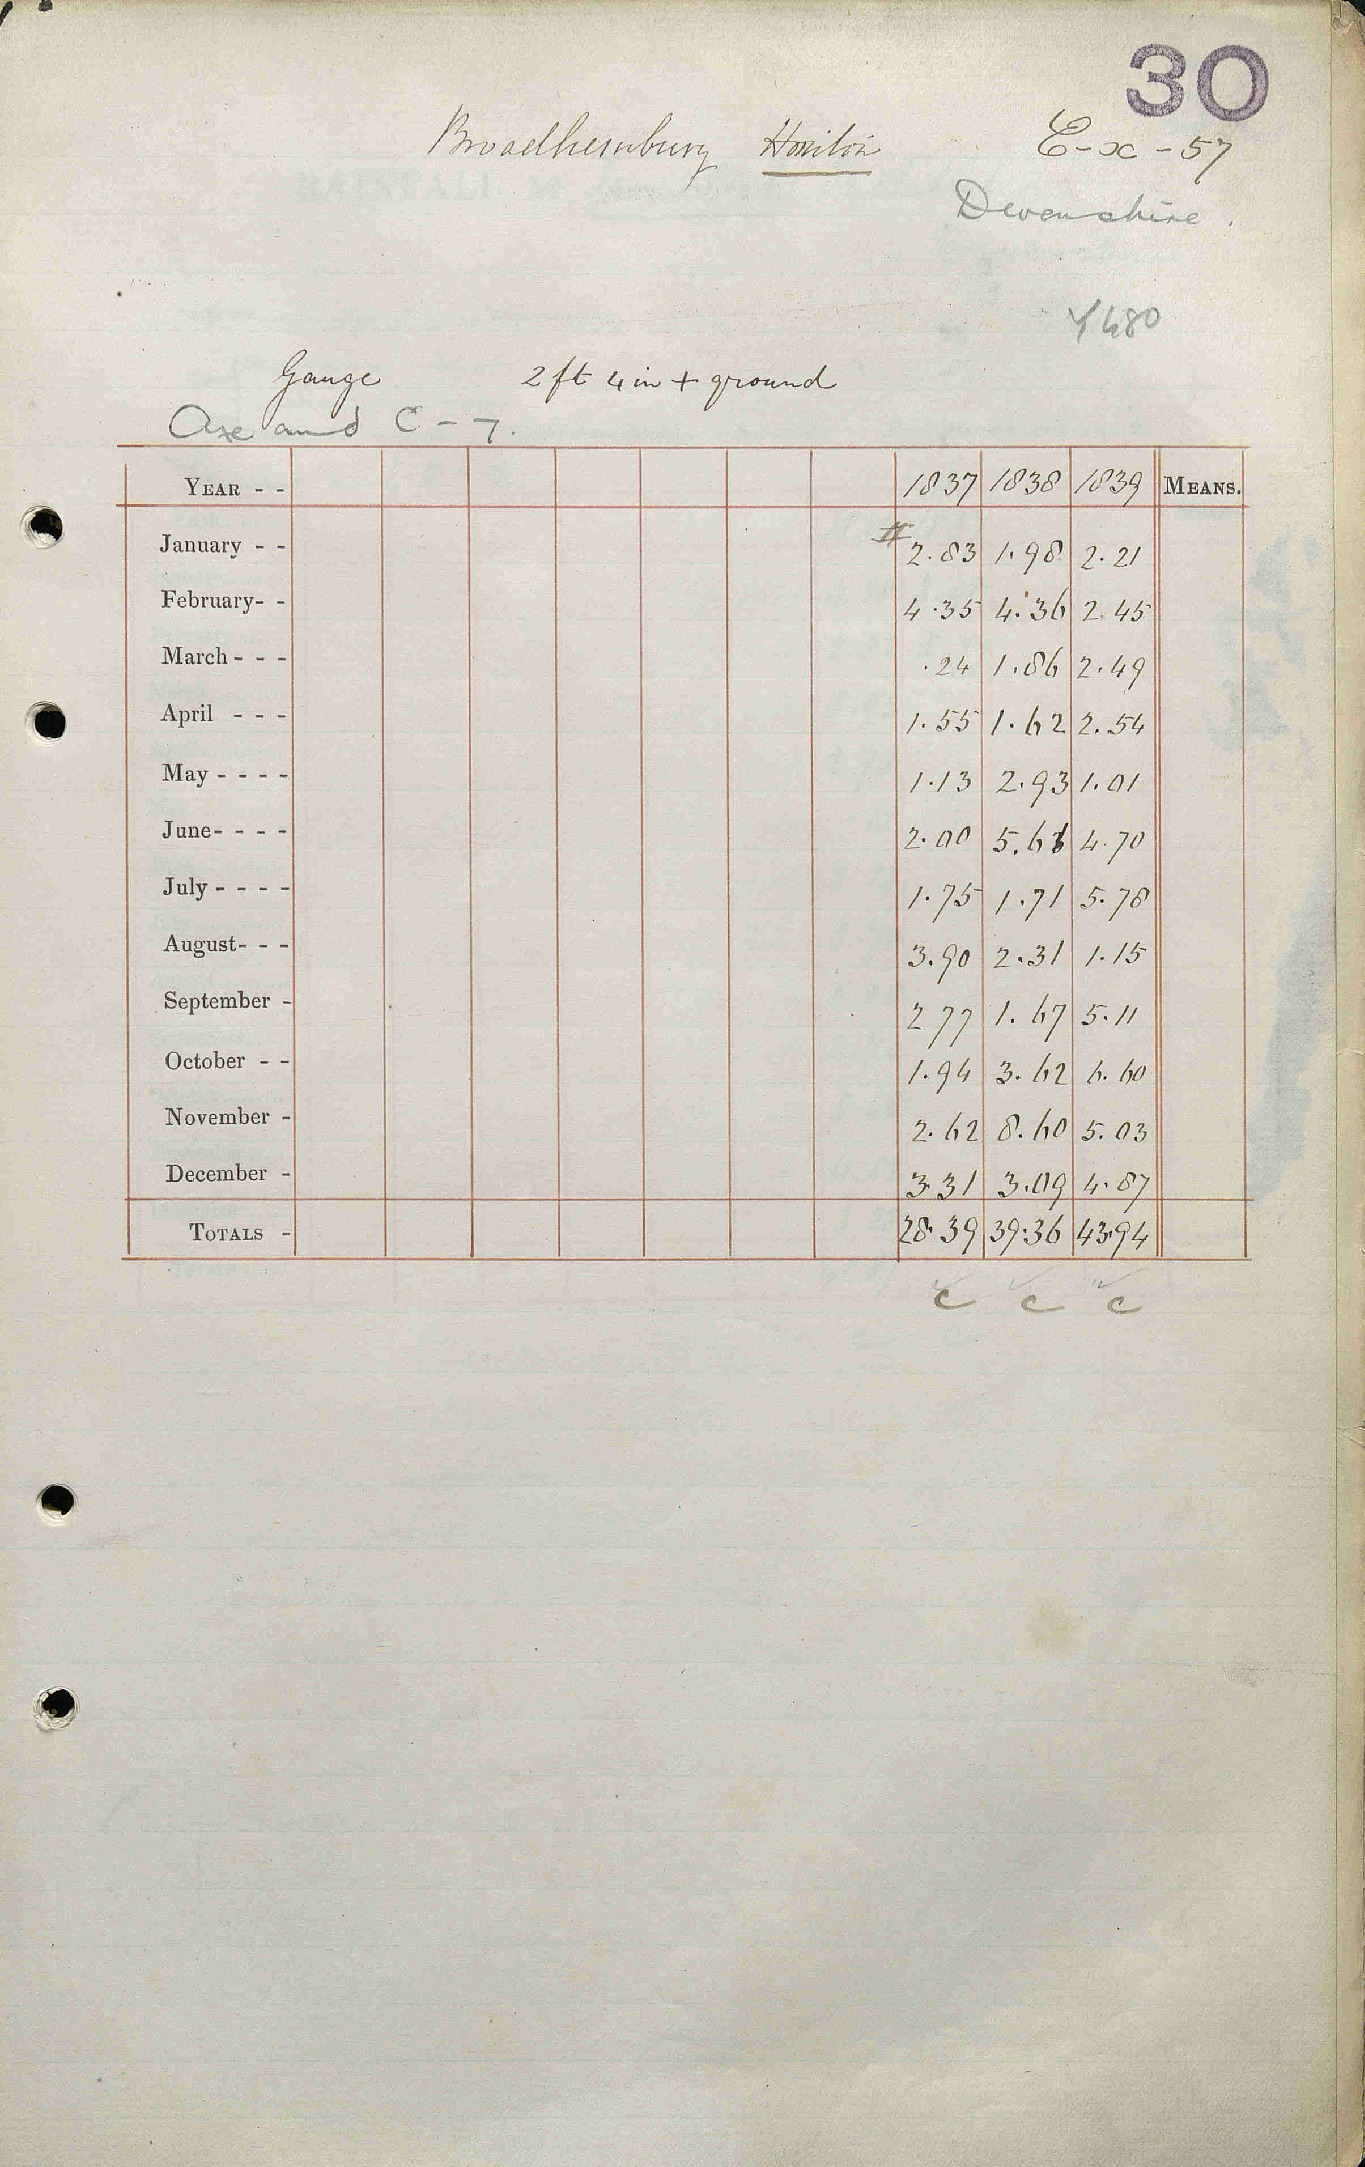 30
Broadhembury Honiton E-x-57
Devonshire.
Gauge 2 ft 4 in + ground
Axe and C - 7.
YEAR - - 1837 1838 1839 MEANS.
January - - # 2.83 1.98 2.21
February- - 4.35 4.36 2.45
March - - - .24 1.86 2.49
April - - - 1.55 1.62 2.54
May - - - - 1.13 2.93 1.01
June- - - - 2.00 5.61 4.70
July - - - - 1.75 1.71 5.78
August- - - 3.90 2.31 1.15
September - 2 77 1.67 5.11
October - - 1.94 3.62 6.60
November - 2.62 8.60 5.03
December - 3.31 3.09 4.87
TOTALS - 28.39 39.36 43.94
C C C